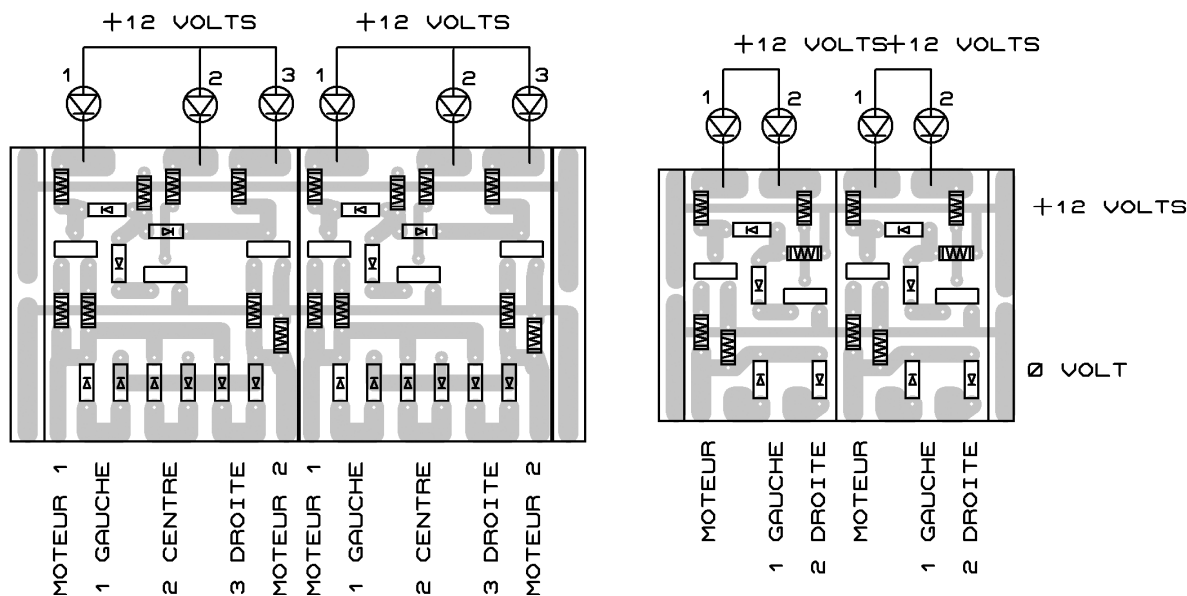 +12 VOLTS
+12 VOLTS
+12 VOLTS
+12 VOLTS
1
2
3
1
2
3
1
2
1
2
+12 VOLTS
0 VOLT
MOTEUR 1
1 GAUCHE
2 CENTRE
3 DROITE
MOTEUR 2
MOTEUR 1
1 GAUCHE
2 CENTRE
3 DROITE
MOTEUR 2
MOTEUR
1 GAUCHE
2 DROITE
MOTEUR
1 GAUCHE
2 DROITE